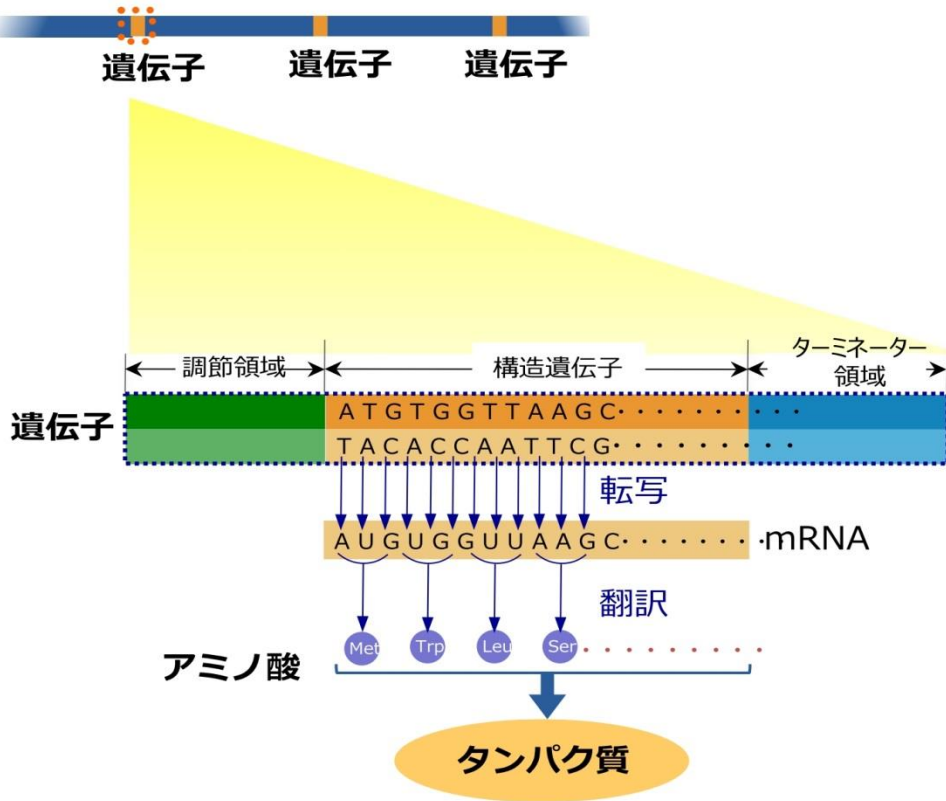 遺伝子 遺伝子 遺伝子
調節領域 構造遺伝子 ターミネーター
領域
遺伝子
ATGTGGTTAAGC・・・・・・・・・・・
TACACCAATTCG・・・・・・・・・・・
転写
AUGUGGUUAAGC・・・・・・・・mRNA
翻訳
アミノ酸 Met Trp Leu Ser・・・・・・・・・
タンパク質